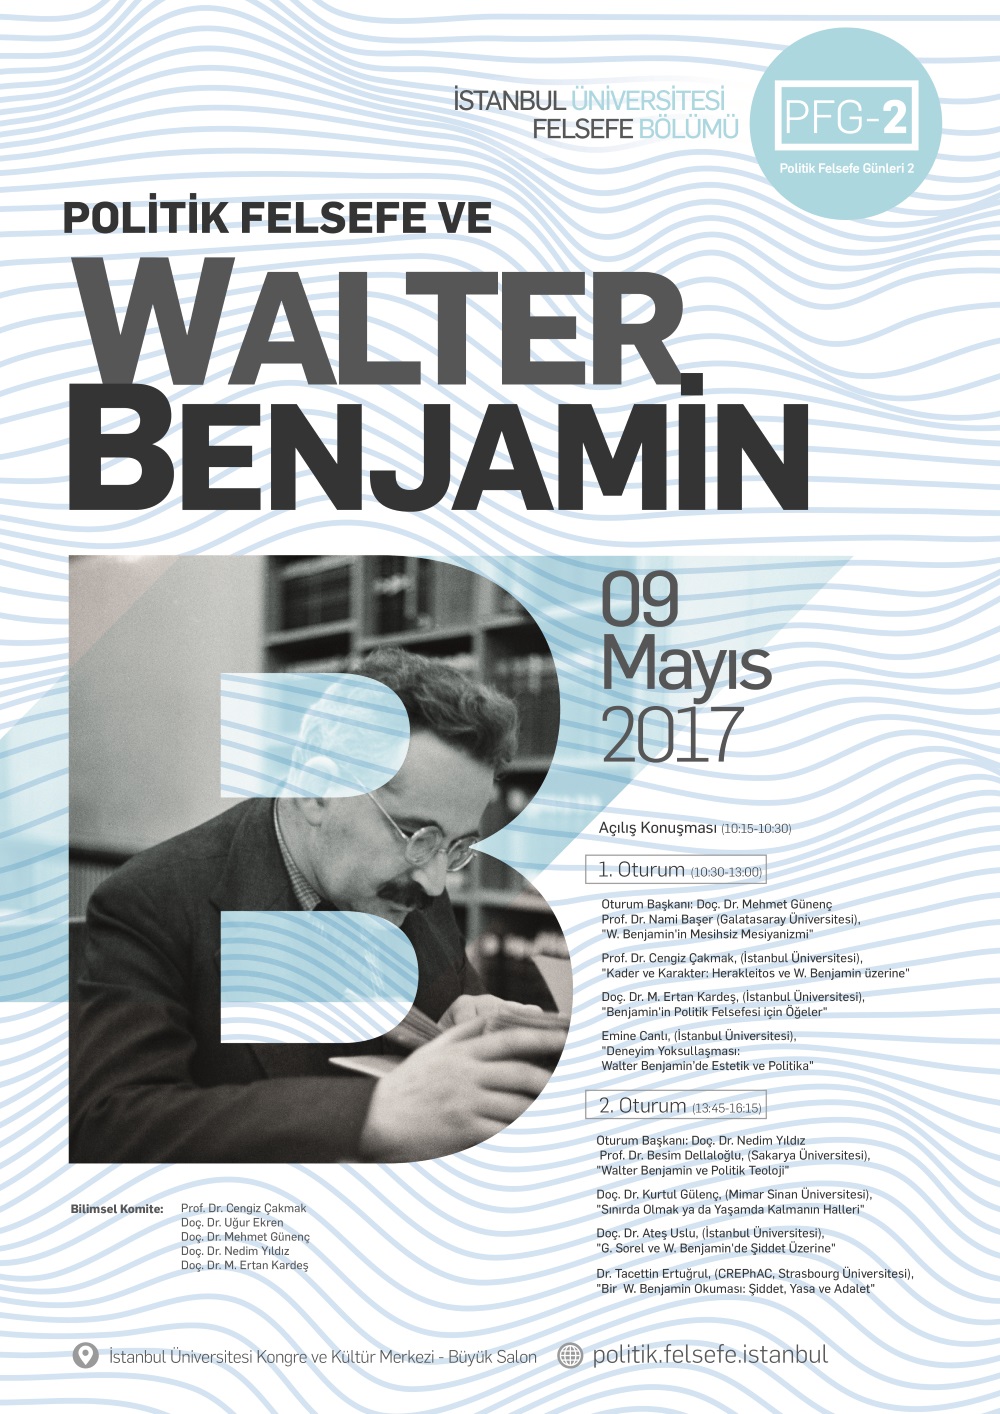 İSTANBUL ÜNİVERSİTESİ
FELSEFE BÖLÜMÜ
PFG-2
Politik Felsefe Günleri 2
POLİTİK FELSEFE VE
WALTER
BENJAMİN
09
Mayıs
2017
Açılış Konuşması (10:15-10:30)
1. Oturum (10:30-13:00)
Oturum Başkanı: Doç. Dr. Mehmet Günenç
Prof. Dr. Nami Başer (Galatasaray Üniversitesi),
"W. Benjamin'in Mesihsiz Mesiyanizmi"
Prof. Dr. Cengiz Çakmak, (İstanbul Üniversitesi),
"Kader ve Karakter: Herakleitos ve W. Benjamin üzerine"
Doç. Dr. M. Ertan Kardeş, (İstanbul Üniversitesi),
"Benjamin'in Politik Felsefesi için Öğeler"
Emine Canlı, (İstanbul Üniversitesi),
"Deneyim Yoksullaşması:
Walter Benjamin'de Estetik ve Politika"
2. Oturum (13:45-16:15)
Oturum Başkanı: Doç. Dr. Nedim Yıldız
Prof. Dr. Besim Dellaloğlu, (Sakarya Üniversitesi),
"Walter Benjamin ve Politik Teoloji"
Doç. Dr. Kurtul Gülenç, (Mimar Sinan Üniversitesi),
"Sınırda Olmak ya da Yaşamda Kalmanın Halleri"
Doç. Dr. Ateş Uslu, (İstanbul Üniversitesi),
"G. Sorel ve W. Benjamin'de Şiddet Üzerine"
Dr. Tacettin Ertuğrul, (CREPhAC, Strasbourg Üniversitesi),
"Bir W. Benjamin Okuması: Şiddet, Yasa ve Adalet"
Bilimsel Komite: Prof. Dr. Cengiz Çakmak
Doç. Dr. Uğur Ekren
Doç. Dr. Mehmet Günenç
Doç. Dr. Nedim Yıldız
Doç. Dr. M. Ertan Kardeş
İstanbul Üniversitesi Kongre ve Kültür Merkezi - Büyük Salon
politik.felsefe.istanbul